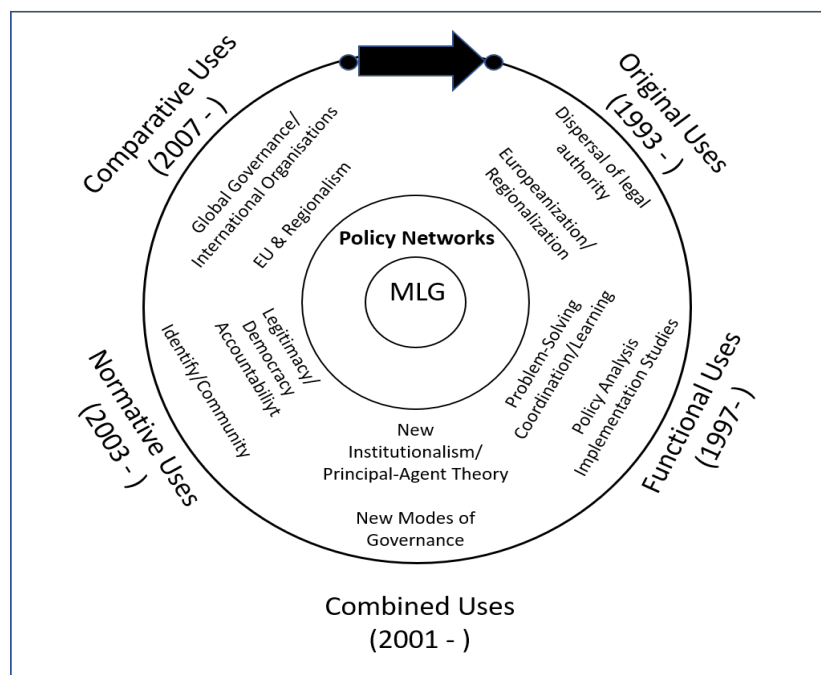 Comparative Uses
(2007 - )
Original Uses
(1993 -)
Global Governance/
International Organisations
EU & Regionalism
Dispersal of legal
authority
Europeanization/
Regionalization
Policy Networks
MLG
Legitimacy/
Democracy
Accountabiliyt
Identify/Community
Normative Uses
(2003 - )
Problem-Solving
Coordination/Learning
Policy Analysis
Implementation Studies
Functional Uses
(1997- )
New
Institutionalism/
Principal-Agent Theory
New Modes of
Governance
Combined Uses
(2001 - )